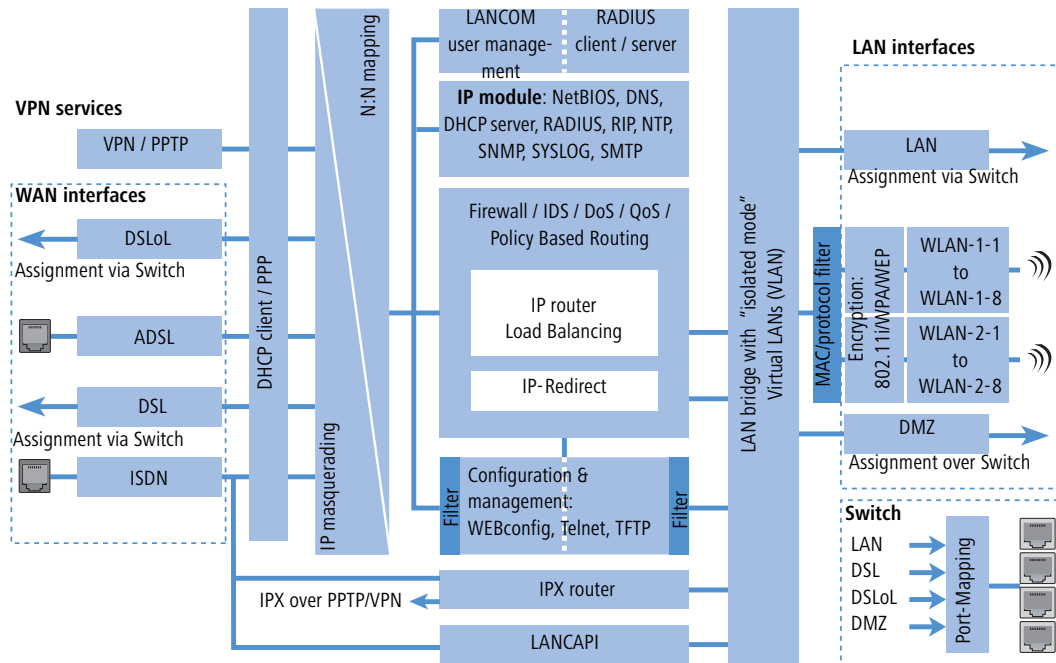 VPN services
VPN / PPTP
WAN interfaces
DSLoL
Assignment via Switch
ADSL
DSL
Assignment via Switch
ISDN
DHCP client / PPP
N:N mapping
IP masquerading
LANCOM
user manage-
ment
RADIUS
client / server
IP module: NetBIOS, DNS,
DHCP server, RADIUS, RIP, NTP,
SNMP, SYSLOG, SMTP
Firewall / IDS / DoS / QoS /
Policy Based Routing
IP router
Load Balancing
IP-Redirect
Filter
Configuration &
management:
WEBconfig, Telnet, TFTP
Filter
IPX over PPTP/VPN
IPX router
LANCAPI
LAN bridge with "isolated mode"
Virtual LANs (VLAN)
LAN interfaces
LAN
Assignment via Switch
MAC/protocol filter
Encryption:
802.11i/WPA/WEP
WLAN-1-1
to
WLAN-1-8
WLAN-2-1
to
WLAN-2-8
DMZ
Assignment over Switch
Switch
LAN
DSL
DSLoL
DMZ
Port-Mapping